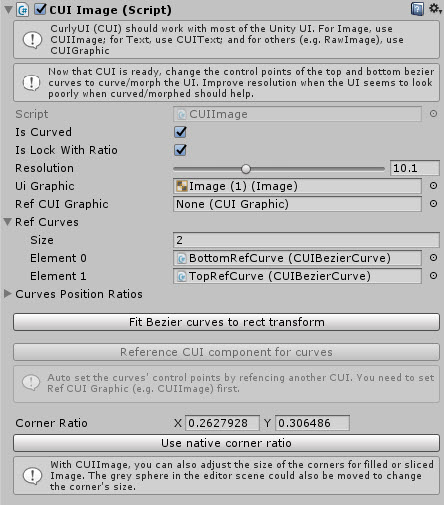 CUI Image (Script)
CurlyUI (CUI) should work with most of the Unity UI. For Image, use
CUIImage; for Text, use CUIText; and for others (e.g. RawImage), use
CUIGraphic
Now that CUI is ready, change the control points of the top and bottom bezier
curves to curve/morph the UI. Improve resolution when the UI seems to look
poorly when curved/morphed should help.
Script CUIImage
Is Curved
Is Lock With Ratio
Resolution 10.1
Ui Graphic Image (1) (Image)
Ref CUI Graphic None (CUI Graphic)
Ref Curves
Size 2
Element 0 BottomRefCurve (CUIBezierCurve)
Element 1 TopRefCurve (CUIBezierCurve)
Curves Position Ratios
Fit Bezier curves to rect transform
Reference CUI component for curves
Auto set the curves' control points by refencing another CUI. You need to set
Ref CUI Graphic (e.g. CUIImage) first.
Corner Ratio X 0.2627928 Y 0.306486
Use native corner ratio
With CUIImage, you can also adjust the size of the corners for filled or sliced
Image. The grey sphere in the editor scene could also be moved to change
the corner's size.